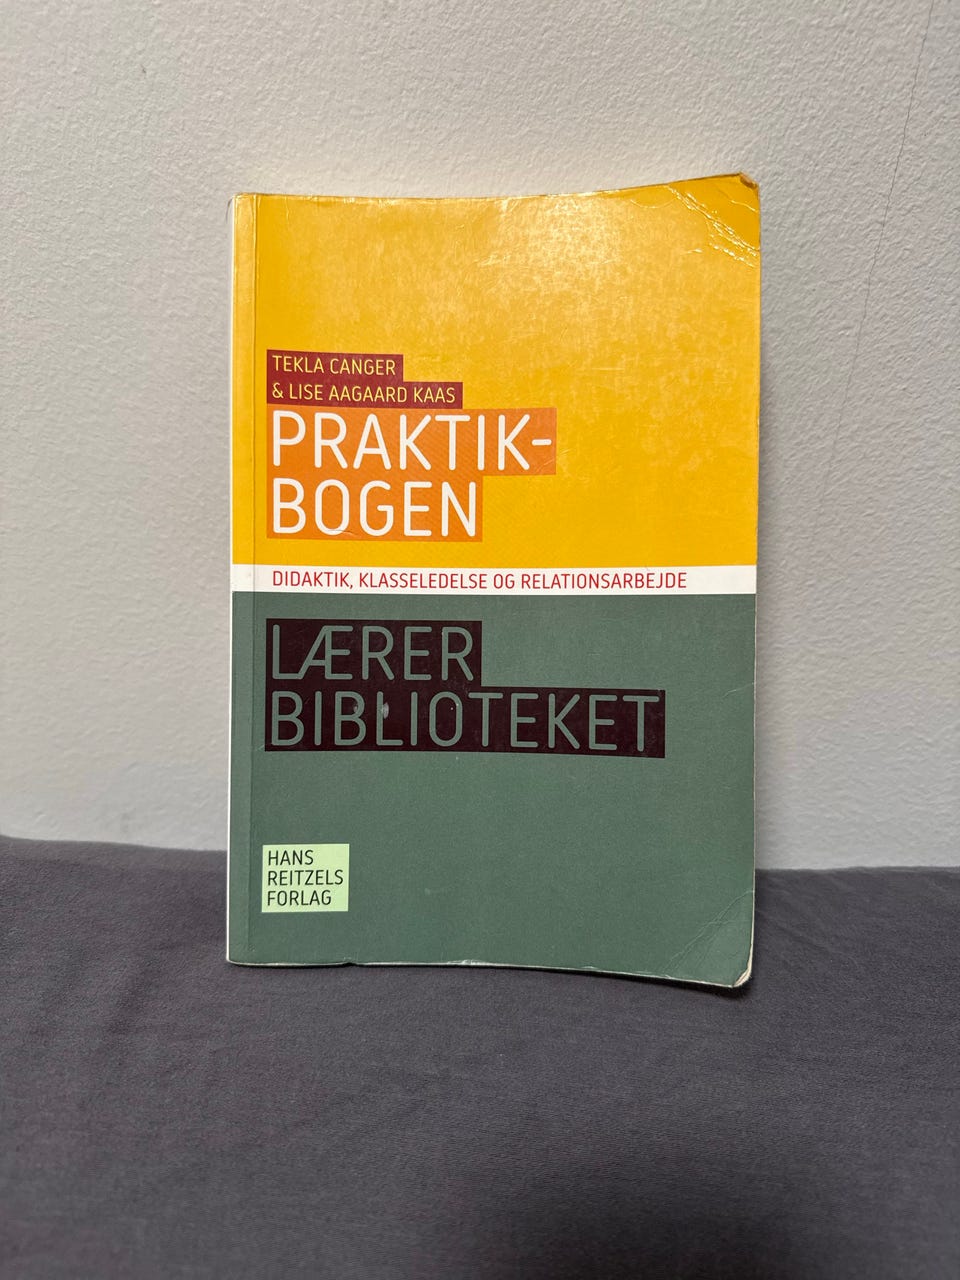 TEKLA CANGER
& LISE AAGAARD KAAS
PRAKTIK-
BOGEN
DIDAKTIK, KLASSELEDELSE OG RELATIONSARBEJDE
LÆRER
BIBLIOTEKET
HANS
REITZELS
FORLAG